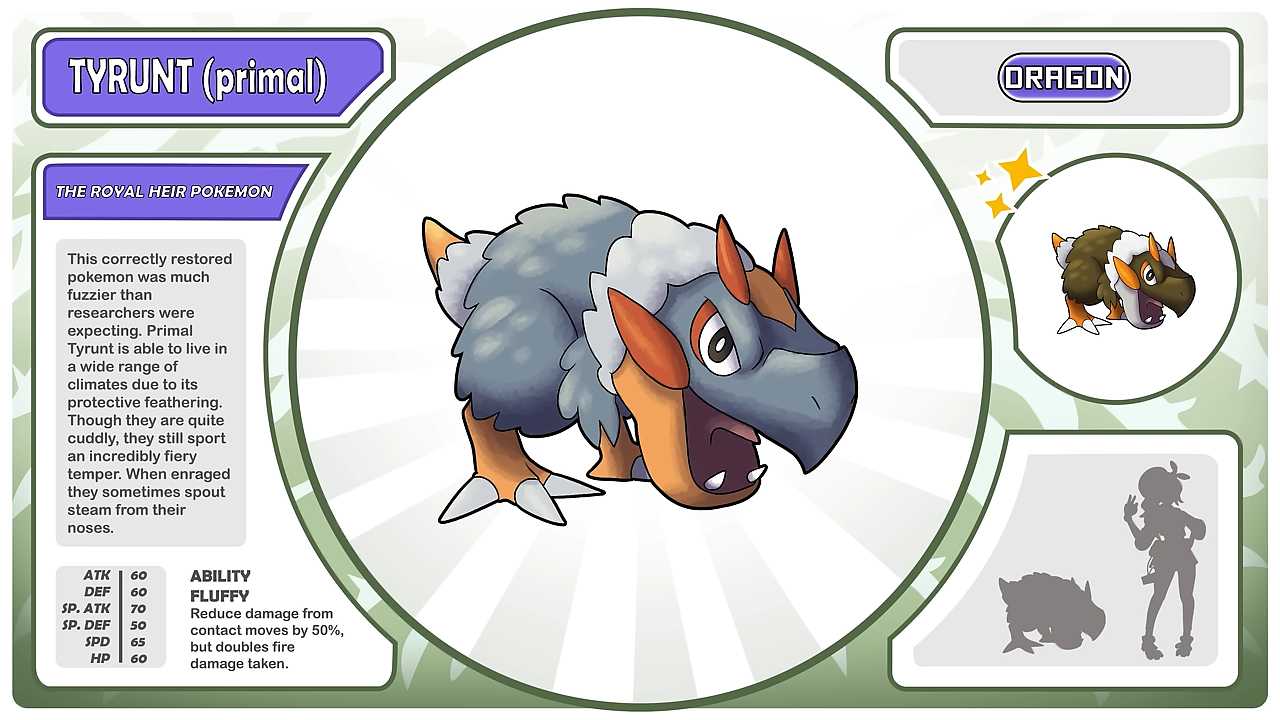 TYRUNT (primal)
DRAGON
THE ROYAL HEIR POKEMON
This correctly restored
pokemon was much
fuzzier than
researchers were
expecting. Primal
Tyrunt is able to live in
a wide range of
climates due to its
protective feathering.
Though they are quite
cuddly, they still sport
an incredibly fiery
temper. When enraged
they sometimes spout
steam from their
noses.
ATK 60
DEF 60
SP. ATK 70
SP. DEF 50
SPD 65
HP 60
ABILITY
FLUFFY
Reduce damage from
contact moves by 50%,
but doubles fire
damage taken.